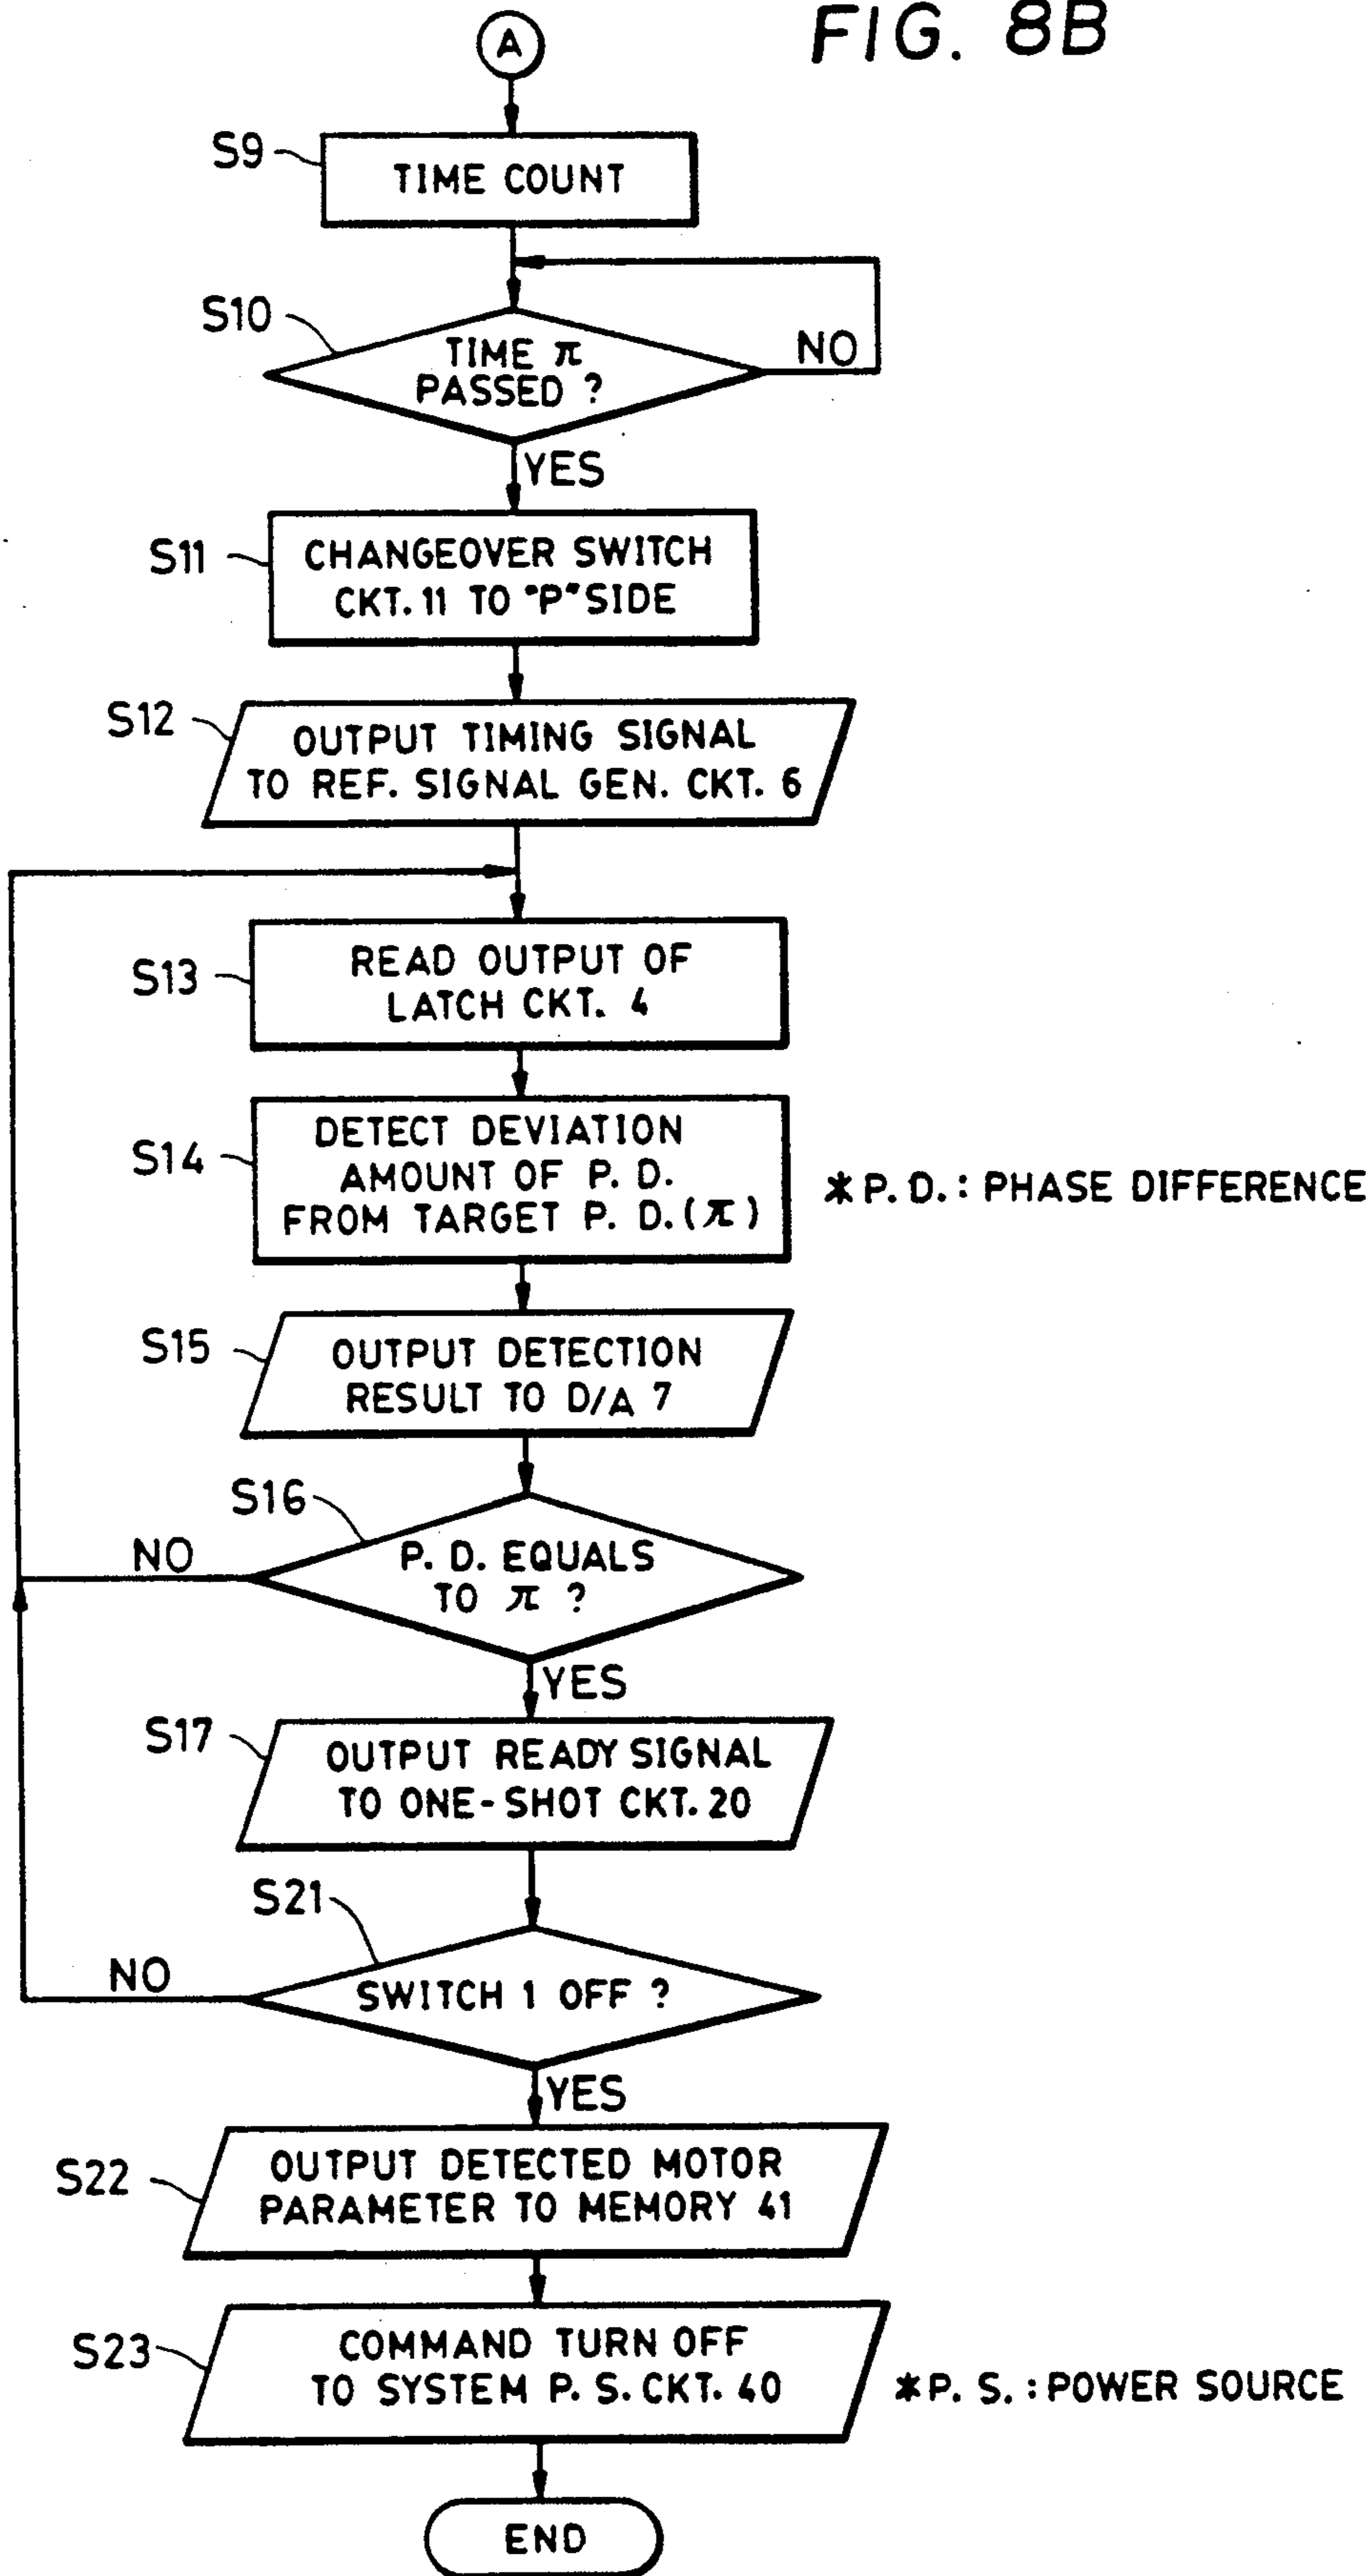 FIG. 8B
A
S9
TIME COUNT
S10
TIME π
PASSED ?
NO
YES
S11
CHANGEOVER SWITCH
CKT. 11 TO "P" SIDE
S12
OUTPUT TIMING SIGNAL
TO REF. SIGNAL GEN. CKT. 6
S13
READ OUTPUT OF
LATCH CKT. 4
S14
DETECT DEVIATION
AMOUNT OF P. D.
FROM TARGET P. D. (π)
*P. D. : PHASE DIFFERENCE
S15
OUTPUT DETECTION
RESULT TO D/A 7
S16
P. D. EQUALS
TO π ?
NO
YES
S17
OUTPUT READY SIGNAL
TO ONE-SHOT CKT. 20
S21
SWITCH 1 OFF ?
NO
YES
S22
OUTPUT DETECTED MOTOR
PARAMETER TO MEMORY 41
S23
COMMAND TURN OFF
TO SYSTEM P. S. CKT. 40
*P. S. : POWER SOURCE
END